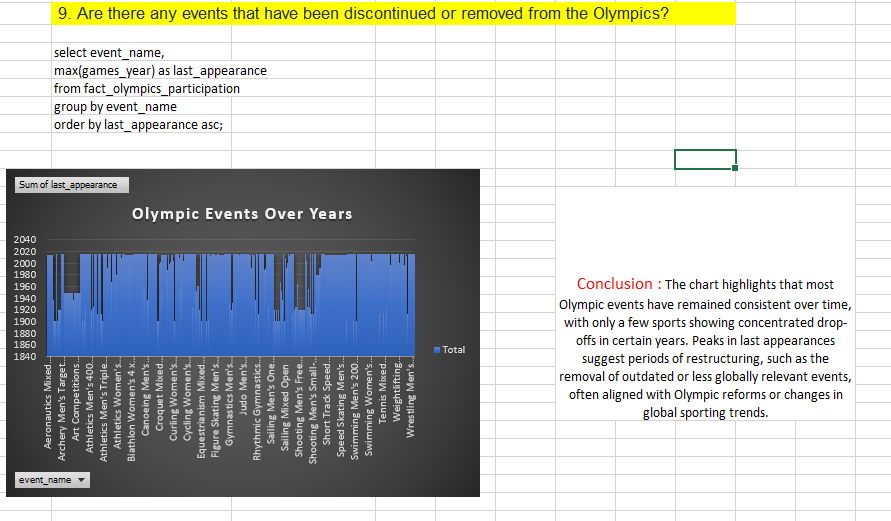 9. Are there any events that have been discontinued or removed from the Olympics?
select event_name,
max(games_year) as last_appearance
from fact_olympics_participation
group by event_name
order by last_appearance asc;
Sum of last_appearance
Olympic Events Over Years
2040
2020
2000
1980
1960
1940
1920
1900
1880
1860
1840
Total
Aeronautics Mixed…
Archery Men's Target…
Art Competitions…
Athletics Men's 400…
Athletics Men's Triple…
Athletics Women's…
Biathlon Women's 4 x…
Canoeing Men's…
Croquet Mixed…
Curling Women's…
Cycling Women's…
Equestrianism Mixed…
Figure Skating Men's…
Gymnastics Men's…
Judo Men's…
Rhythmic Gymnastics…
Sailing Men's One…
Sailing Mixed Open
Shooting Men's Free…
Shooting Men's Small-…
Short Track Speed…
Speed Skating Men's…
Swimming Men's 200…
Swimming Women's…
Tennis Mixed…
Weightlifting…
Wrestling Men's…
event_name
Conclusion : The chart highlights that most
Olympic events have remained consistent over time,
with only a few sports showing concentrated drop-
offs in certain years. Peaks in last appearances
suggest periods of restructuring, such as the
removal of outdated or less globally relevant events,
often aligned with Olympic reforms or changes in
global sporting trends.